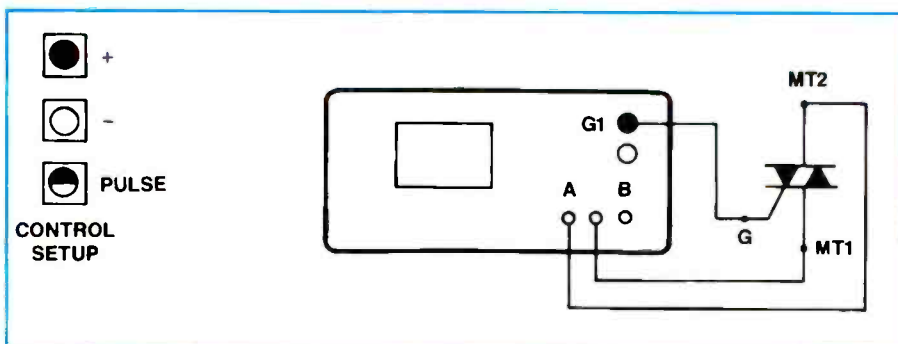 +
-
PULSE
CONTROL
SETUP
G1
A B
G
MT2
MT1